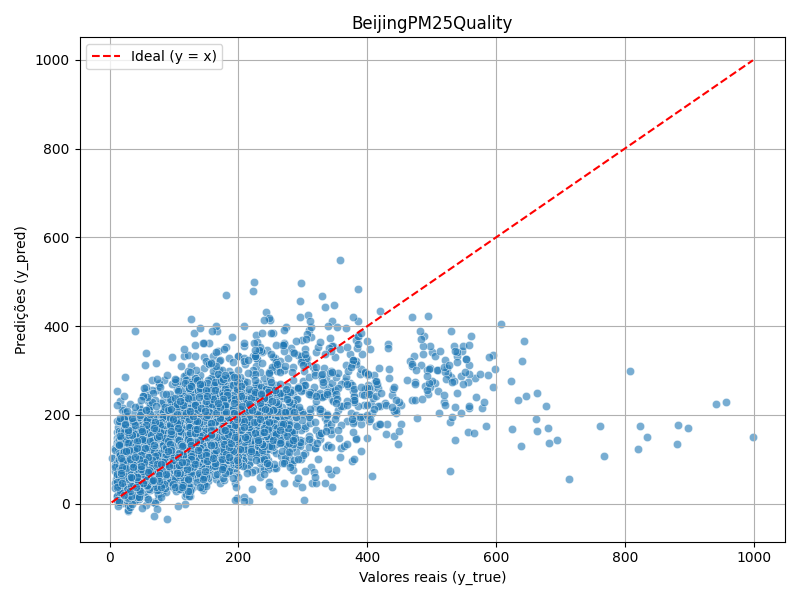 BeijingPM25Quality
Ideal (y = x)
1000
800
600
400
200
0
Predições (y_pred)
0 200 400 600 800 1000
Valores reais (y_true)